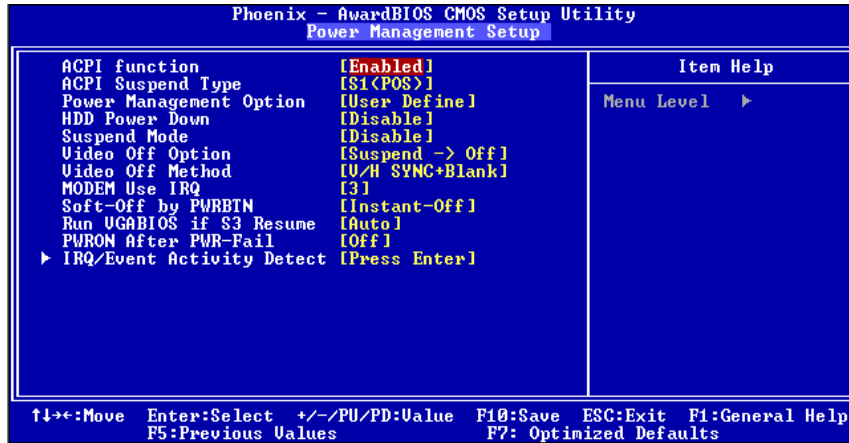 Phoenix - AwardBIOS CMOS Setup Utility
Power Management Setup
ACPI function [Enabled]
ACPI Suspend Type [S1(POS)]
Power Management Option [User Define]
HDD Power Down [Disable]
Suspend Mode [Disable]
Video Off Option [Suspend -> Off]
Video Off Method [V/H SYNC+Blank]
MODEM Use IRQ [3]
Soft-Off by PWRBTN [Instant-Off]
Run VGABIOS if S3 Resume [Auto]
PWRON After PWR-Fail [Off]
▶ IRQ/Event Activity Detect [Press Enter]
Item Help
Menu Level ▶
↑↓→←:Move Enter:Select +/-/PU/PD:Value F10:Save ESC:Exit F1:General Help
F5:Previous Values F7: Optimized Defaults